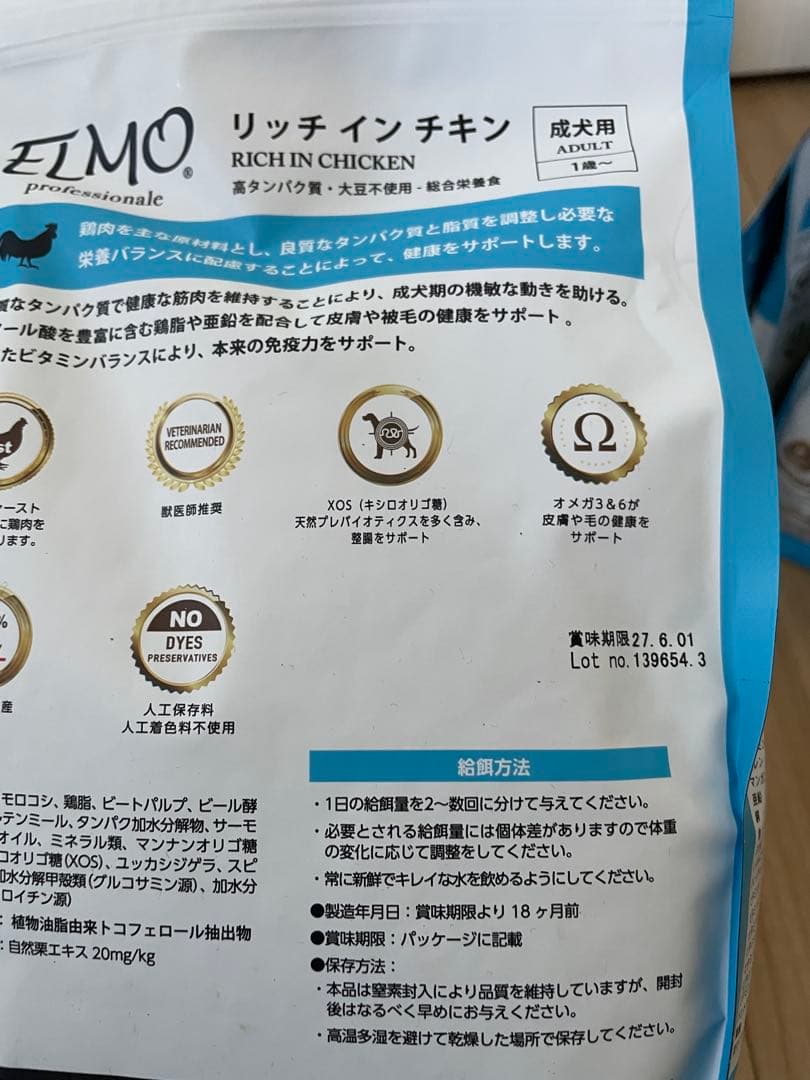 ELMO®
professionale
リッチ イン チキン
RICH IN CHICKEN
高タンパク質・大豆不使用 - 総合栄養食
成犬用
ADULT
1歳～
鶏肉を主な原材料とし、良質なタンパク質と脂質を調整し必要な
栄養バランスに配慮することによって、健康をサポートします。
なタンパク質で健康な筋肉を維持することにより、成犬期の機敏な動きを助ける。
ール酸を豊富に含む鶏脂や亜鉛を配合して皮膚や被毛の健康をサポート。
たビタミンバランスにより、本来の免疫力をサポート。
st
ースト
に鶏肉を
ります。
VETERINARIAN
RECOMMENDED
獣医師推奨
XOS（キシロオリゴ糖）
天然プレバイオティクスを多く含み、
整腸をサポート
Ω
オメガ3＆6が
皮膚や毛の健康を
サポート
%
産
NO
DYES
PRESERVATIVES
人工保存料
人工着色料不使用
賞味期限27.6.01
Lot no.139654.3
モロコシ、鶏脂、ビートパルプ、ビール酵
テンミール、タンパク加水分解物、サーモ
オイル、ミネラル類、マンナンオリゴ糖
コオリゴ糖(XOS)、ユッカシジゲラ、スピ
加水分解甲殻類(グルコサミン源)、加水分
ロイチン源)
：植物油脂由来トコフェロール抽出物
：自然栗エキス 20mg/kg
給餌方法
・1日の給餌量を2～数回に分けて与えてください。
・必要とされる給餌量には個体差がありますので体重
の変化に応じて調整をしてください。
・常に新鮮でキレイな水を飲めるようにしてください。
●製造年月日：賞味期限より 18 ヶ月前
●賞味期限：パッケージに記載
●保存方法：
・本品は窒素封入により品質を維持していますが、開封
後はなるべく早めにお与えください。
・高温多湿を避けて乾燥した場所で保存してください。